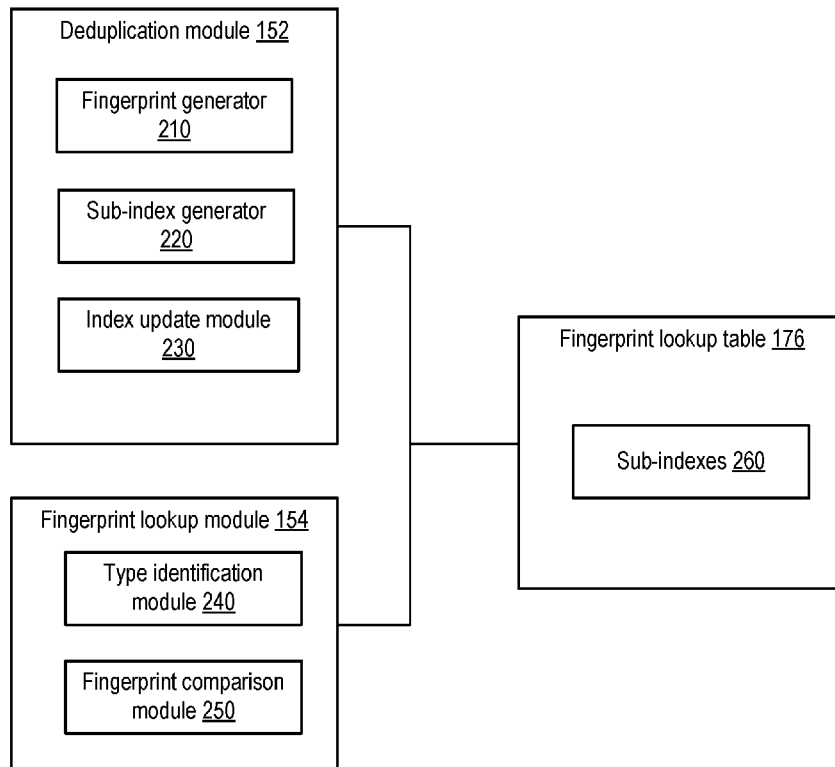 Deduplication module 152
Fingerprint generator
210
Sub-index generator
220
Index update module
230
Fingerprint lookup module 154
Type identification
module 240
Fingerprint comparison
module 250
Fingerprint lookup table 176
Sub-indexes 260